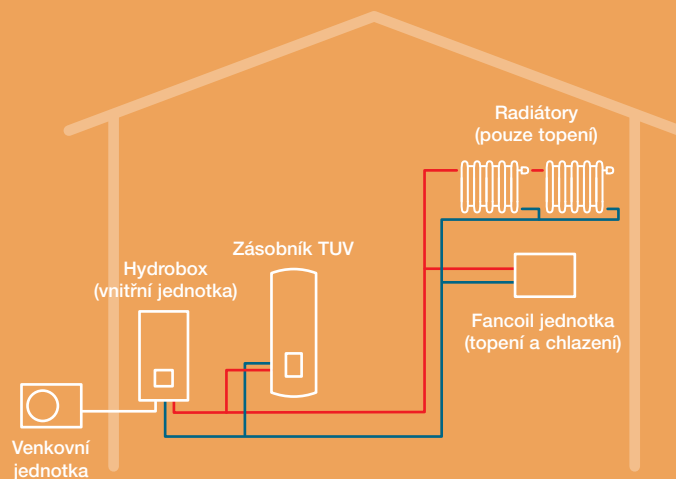 Radiátory
(pouze topení)
Zásobník TUV
Hydrobox
(vnitřní jednotka)
Fancoil jednotka
(topení a chlazení)
Venkovní
jednotka